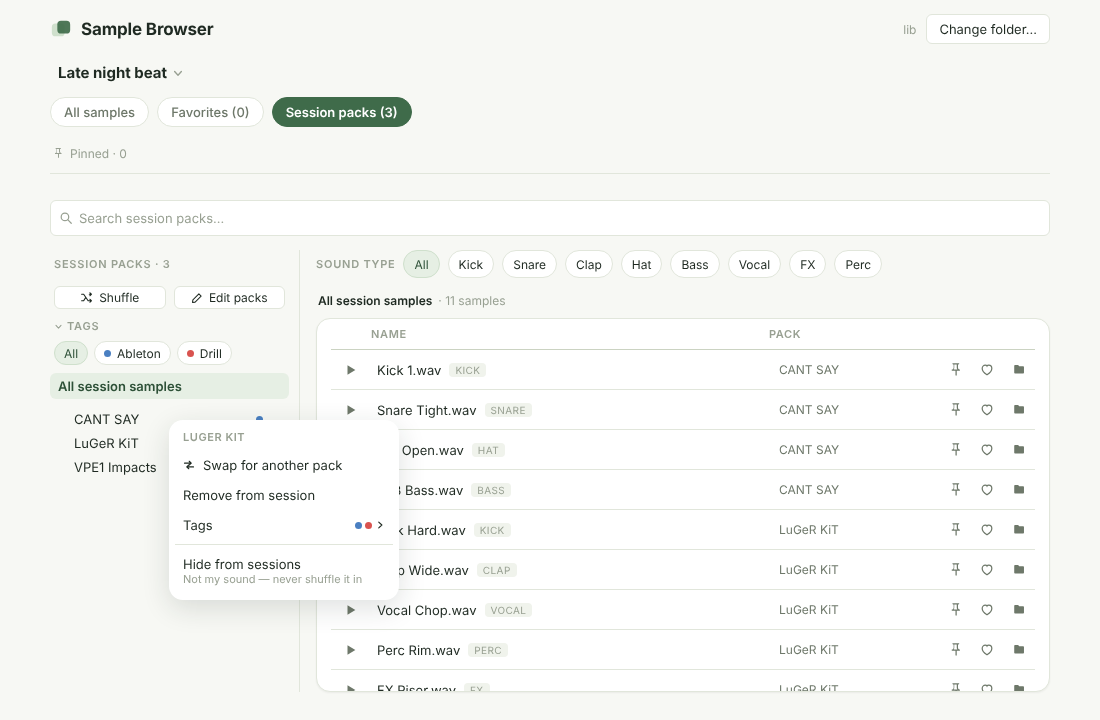 Sample Browser
lib
Change folder...
Late night beat
All samples
Favorites (0)
Session packs (3)
Pinned · 0
Search session packs...
SESSION PACKS · 3
Shuffle
Edit packs
TAGS
All
Ableton
Drill
All session samples
CANT SAY
LuGeR KiT
VPE1 Impacts
LUGER KIT
Swap for another pack
Remove from session
Tags
Hide from sessions
Not my sound — never shuffle it in
SOUND TYPE
All
Kick
Snare
Clap
Hat
Bass
Vocal
FX
Perc
All session samples · 11 samples
NAME PACK
Kick 1.wav KICK CANT SAY
Snare Tight.wav SNARE CANT SAY
Open.wav HAT CANT SAY
Bass.wav BASS CANT SAY
Hard.wav KICK LuGeR KiT
Wide.wav CLAP LuGeR KiT
Vocal Chop.wav VOCAL LuGeR KiT
Perc Rim.wav PERC LuGeR KiT
FX Riser.wav FX LuGeR KiT